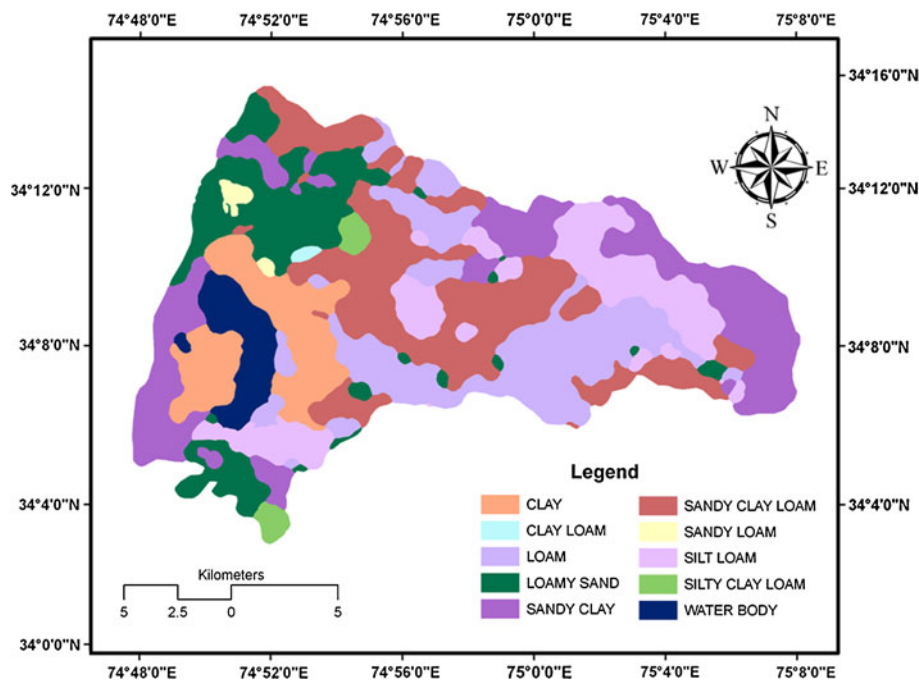 74°48'0"E 74°52'0"E 74°56'0"E 75°0'0"E 75°4'0"E 75°8'0"E
34°16'0"N
N
W E
S
34°12'0"N 34°12'0"N
34°8'0"N 34°8'0"N
Legend
CLAY SANDY CLAY LOAM
34°4'0"N 34°4'0"N
CLAY LOAM SANDY LOAM
LOAM SILT LOAM
Kilometers
LOAMY SAND SILTY CLAY LOAM
SANDY CLAY WATER BODY
5 2.5 0 5
34°0'0"N 34°0'0"N
74°48'0"E 74°52'0"E 74°56'0"E 75°0'0"E 75°4'0"E 75°8'0"E